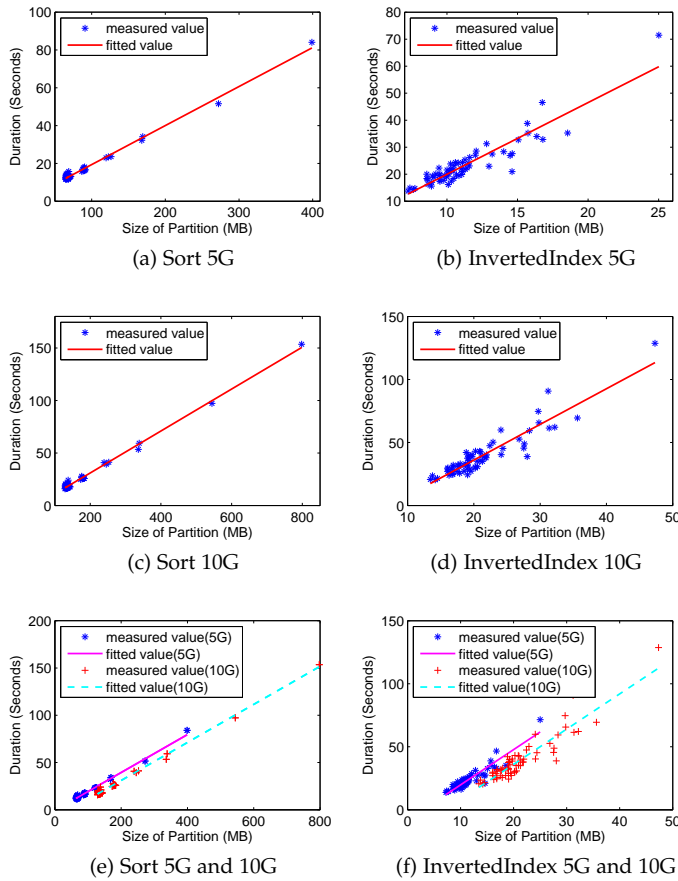 100
80
60
40
20
0
100
200
300
400
Duration (Seconds)
Size of Partition (MB)
measured value
fitted value
(a) Sort 5G
80
70
60
50
40
30
20
10
10
15
20
25
Duration (Seconds)
Size of Partition (MB)
measured value
fitted value
(b) InvertedIndex 5G
150
100
50
0
200
400
600
800
Duration (Seconds)
Size of Partition (MB)
measured value
fitted value
(c) Sort 10G
150
100
50
0
10
20
30
40
50
Duration (Seconds)
Size of Partition (MB)
measured value
fitted value
(d) InvertedIndex 10G
200
150
100
50
0
0
200
400
600
800
Duration (Seconds)
Size of Partition (MB)
measured value(5G)
fitted value(5G)
measured value(10G)
fitted value(10G)
(e) Sort 5G and 10G
150
100
50
0
0
10
20
30
40
50
Duration (Seconds)
Size of Partition (MB)
measured value(5G)
fitted value(5G)
measured value(10G)
fitted value(10G)
(f) InvertedIndex 5G and 10G